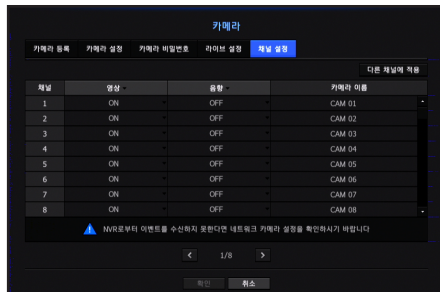 카메라
카메라 등록 카메라 설정 카메라 비밀번호 라이브 설정 채널 설정
다른 채널에 적용
채널 영상 음향 카메라 이름
1 ON OFF CAM 01
2 ON OFF CAM 02
3 ON OFF CAM 03
4 ON OFF CAM 04
5 ON OFF CAM 05
6 ON OFF CAM 06
7 ON OFF CAM 07
8 ON OFF CAM 08
NVR로부터 이벤트를 수신하지 못한다면 네트워크 카메라 설정을 확인하시기 바랍니다
< 1/8 >
확인 취소